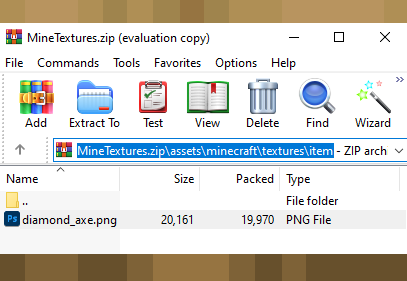 MineTextures.zip (evaluation copy)
File Commands Tools Favorites Options Help
Add Extract To Test View Delete Find Wizard
MineTextures.zip\assets\minecraft\textures\item - ZIP arch
Name Size Packed Type
.. File folder
Ps diamond_axe.png 20,161 19,970 PNG File